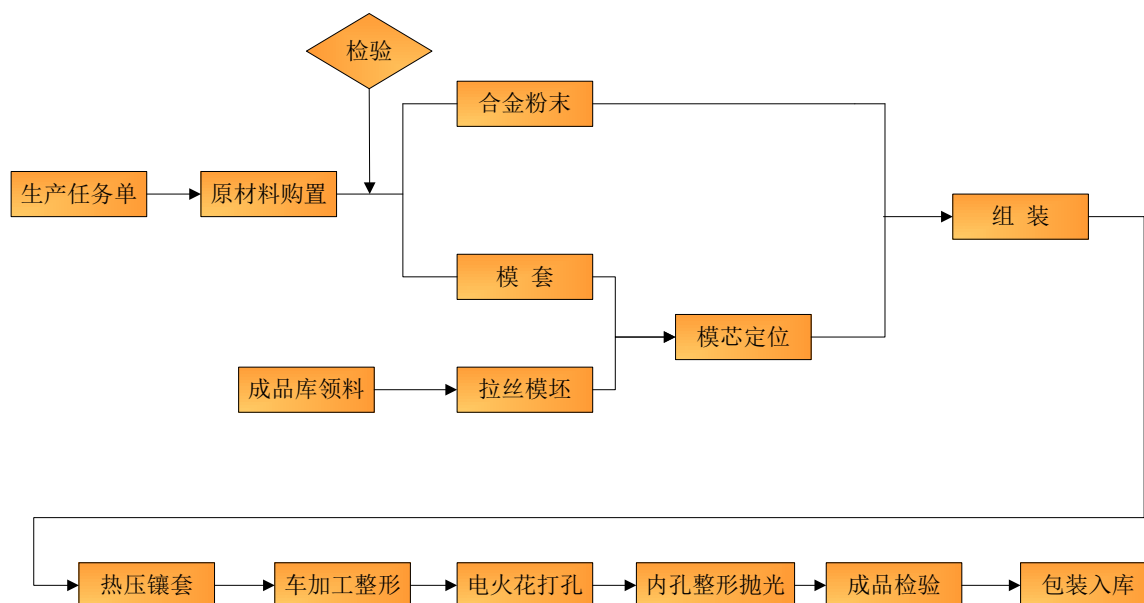 检验
合金粉末
生产任务单
原材料购置
组 装
模 套
模芯定位
成品库领料
拉丝模坯
热压镶套
车加工整形
电火花打孔
内孔整形抛光
成品检验
包装入库